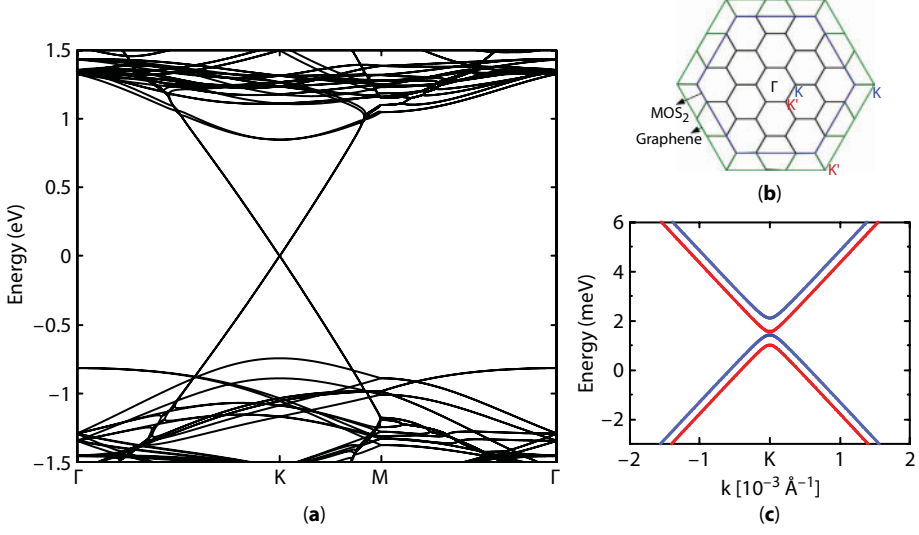 1.5
1
0.5
0
−0.5
−1
−1.5
Energy (eV)
Γ K M Γ
(a)
Γ
K
K'
K
MOS2
Graphene
K'
(b)
6
4
2
0
−2
Energy (meV)
−2 −1 K 1 2
k [10−3 Å−1]
(c)